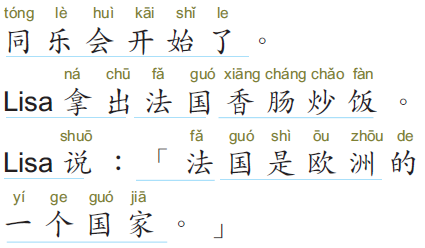 tóng lè huì kāi shǐ le
同乐会开始了。
ná chū fǎ guó xiāng cháng chǎo fàn
Lisa 拿出法国香肠炒饭。
shuō fǎ guó shì ōu zhōu de
Lisa 说：「法国是欧洲的
yí ge guó jiā
一个国家。」